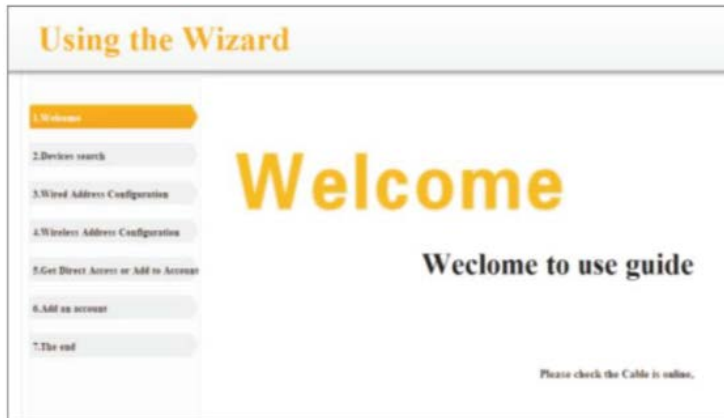 Using the Wizard
1.Welcome
2.Devices search
3.Wired Address Configuration
4.Wireless Address Configuration
5.Get Direct Access or Add to Account
6.Add an account
7.The end
Welcome
Weclome to use guide
Please check the Cable is online,